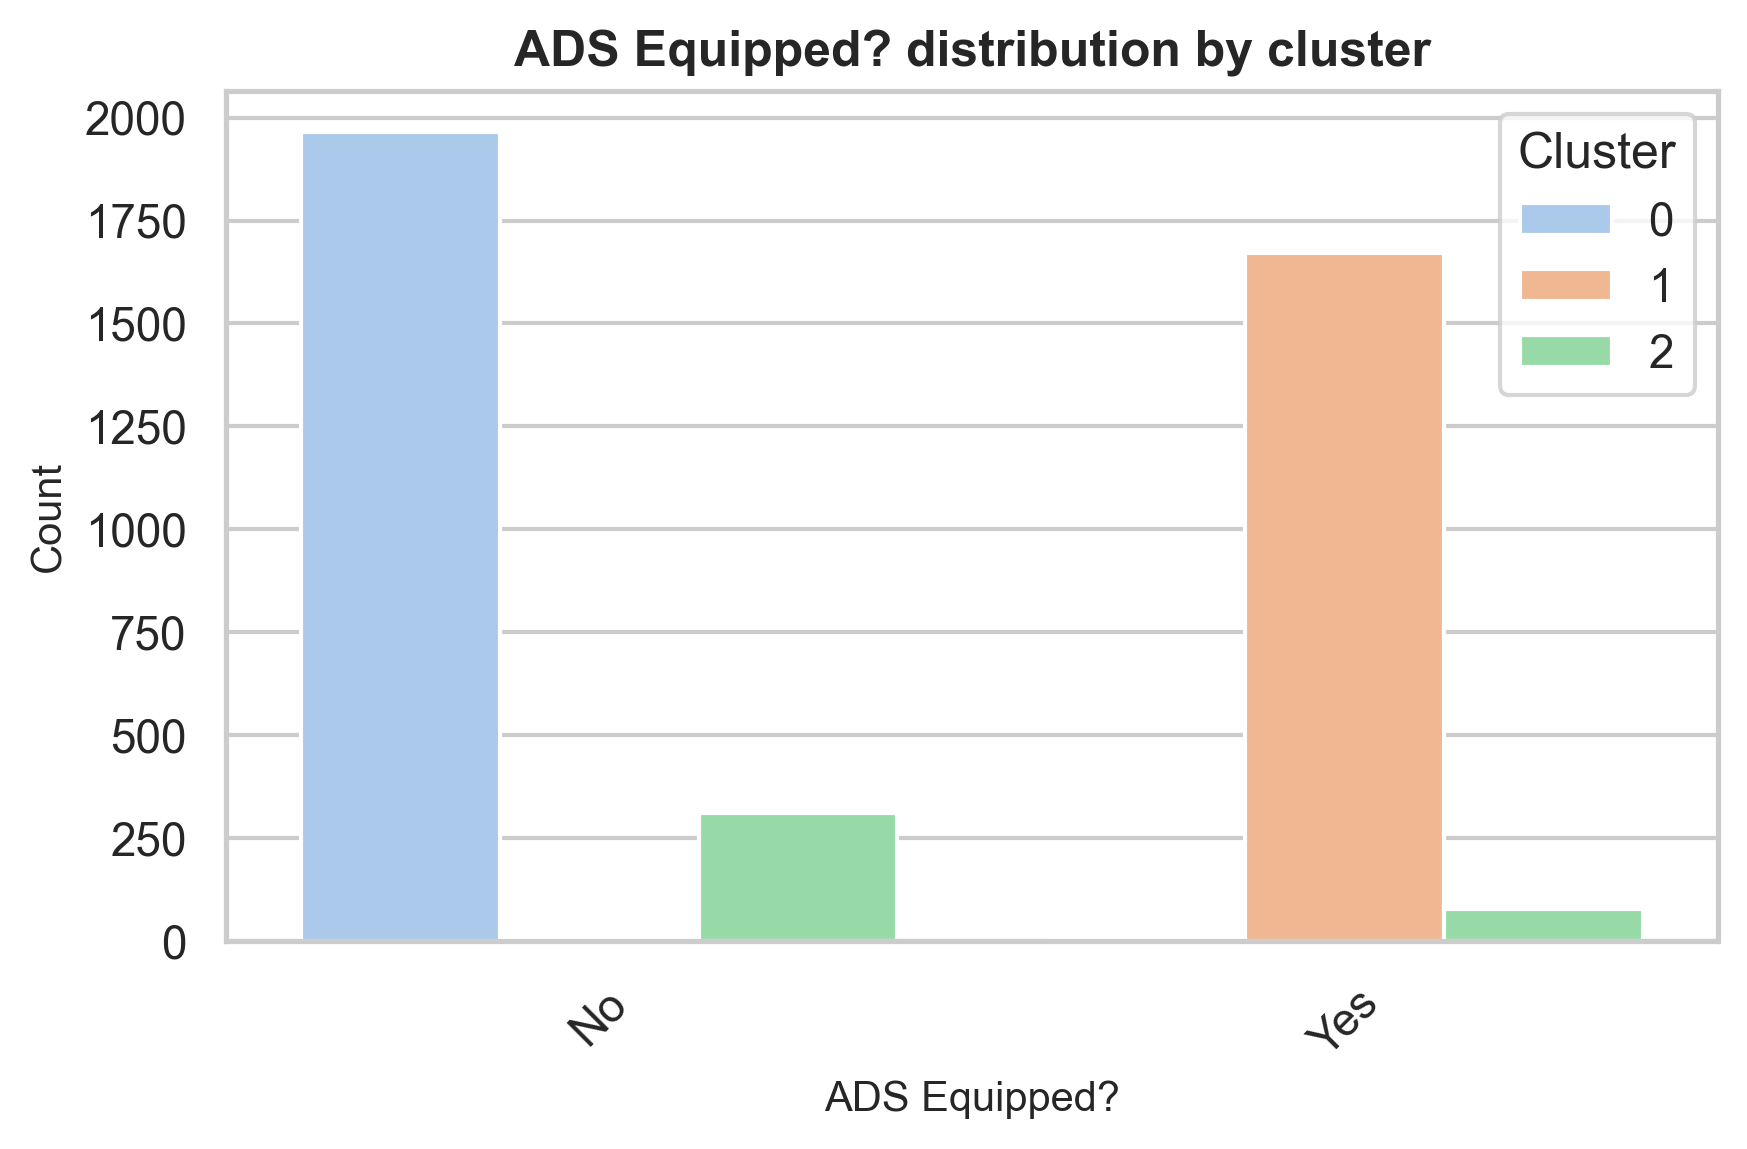 ADS Equipped? distribution by cluster
2000
1750
1500
1250
1000
750
500
250
0
Count
Cluster
0
1
2
No
Yes
ADS Equipped?